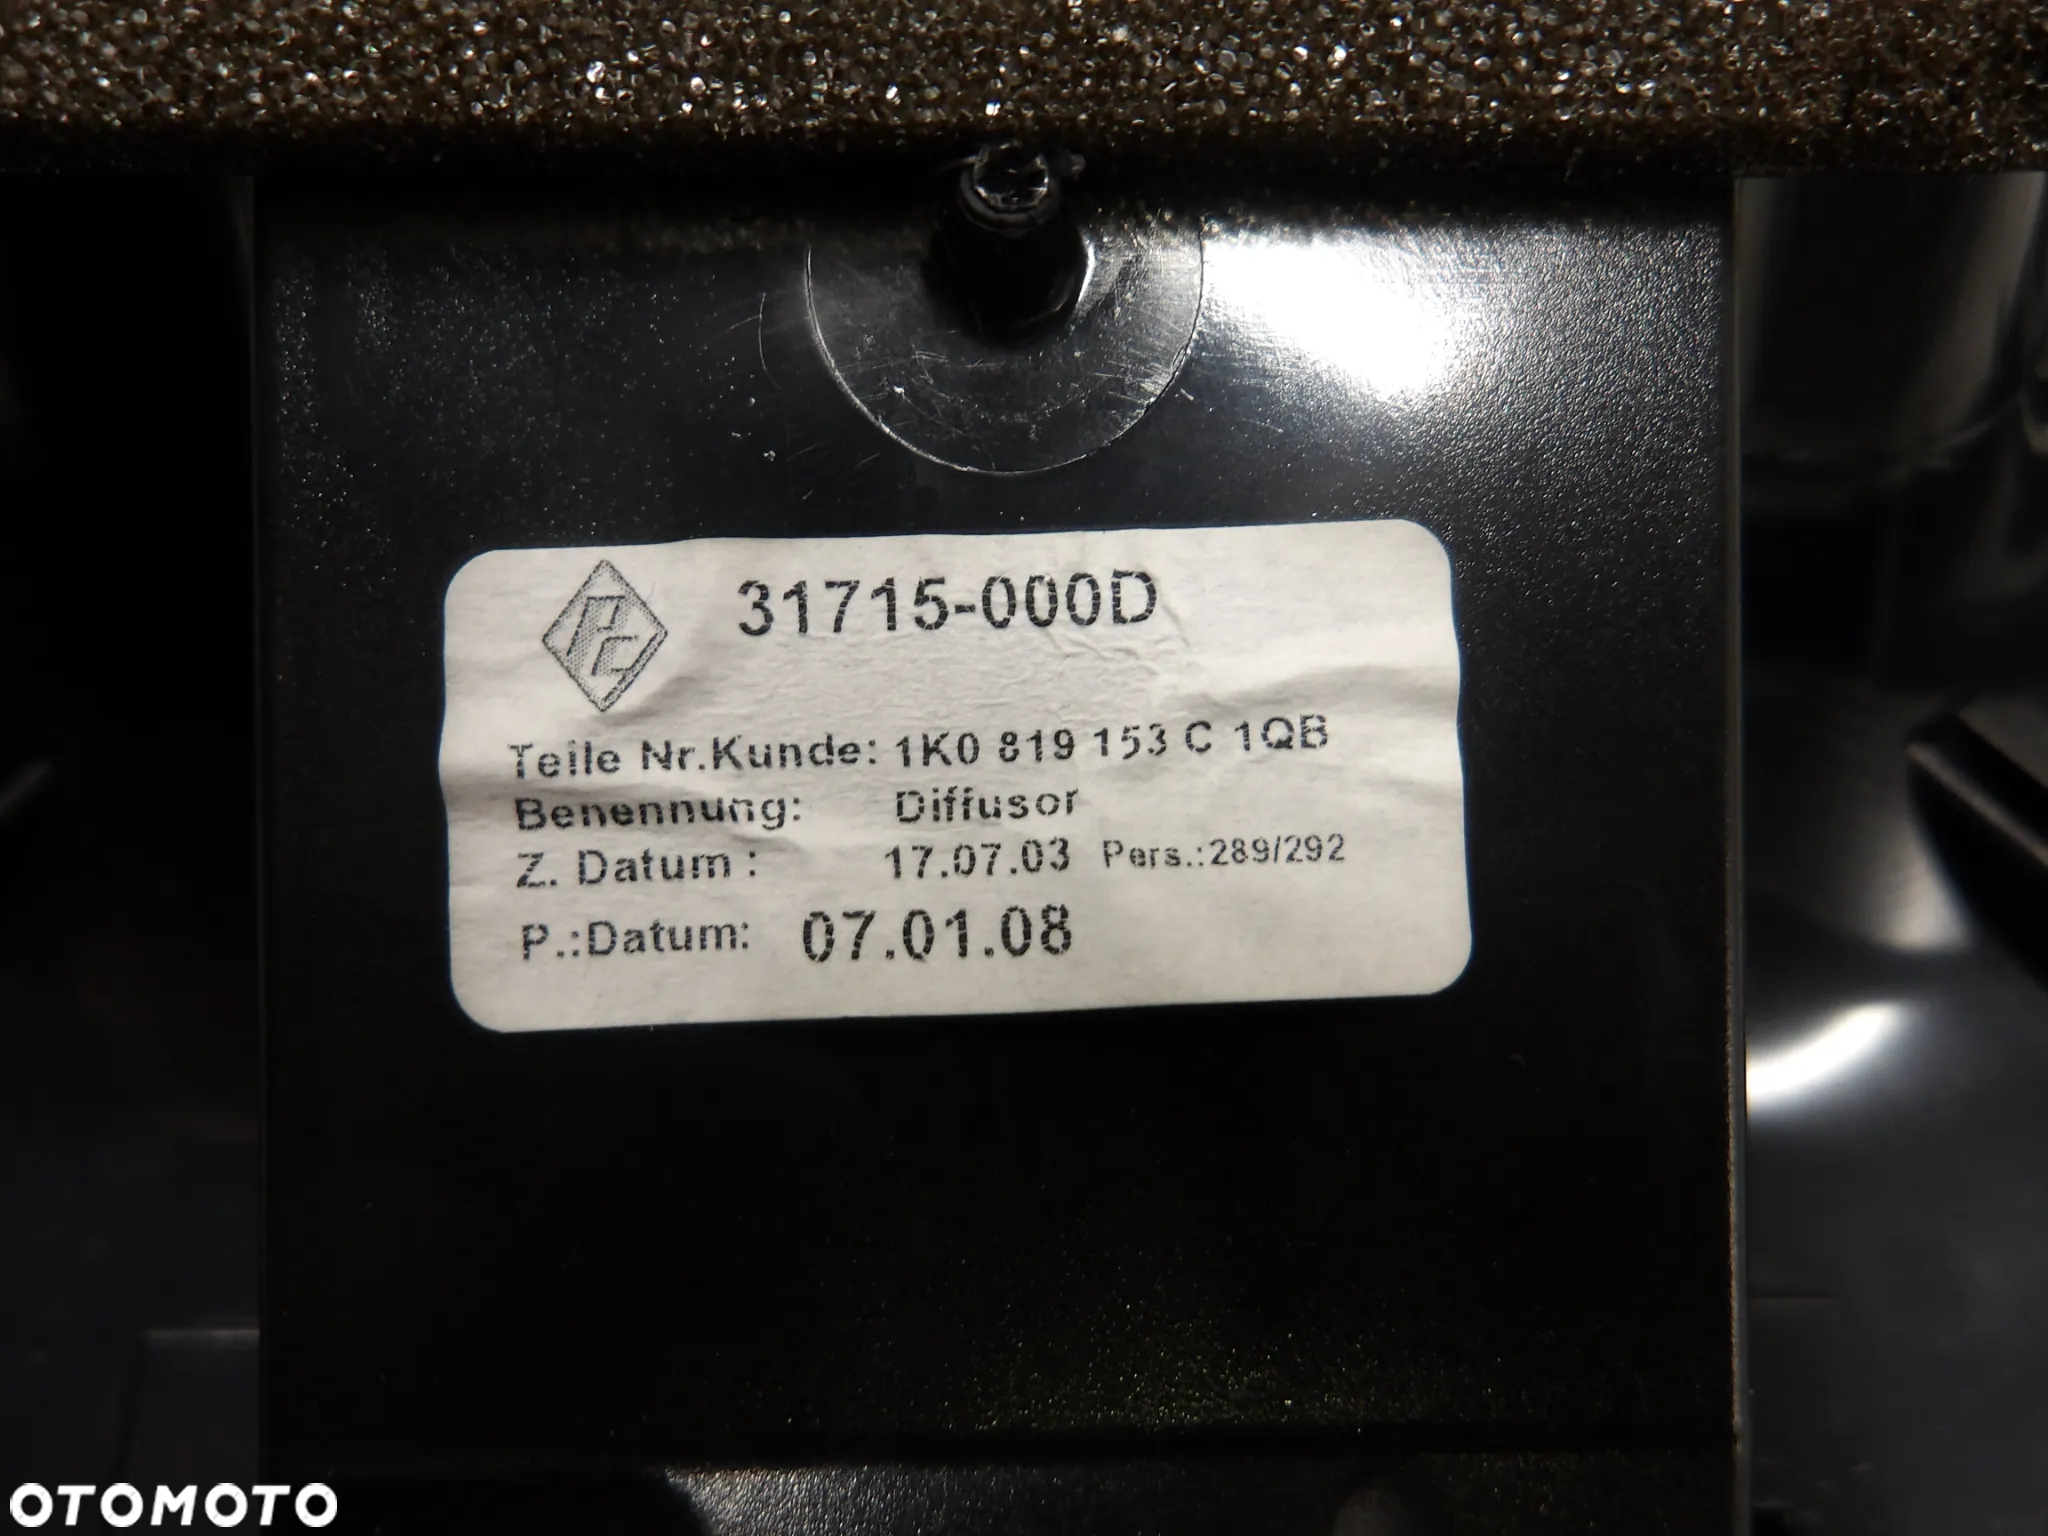 PC
31715-000D
Teile Nr.Kunde: 1K0 819 153 C 1QB
Benennung: Diffusor
Z. Datum : 17.07.03 Pers.:289/292
P.:Datum: 07.01.08
OTOMOTO